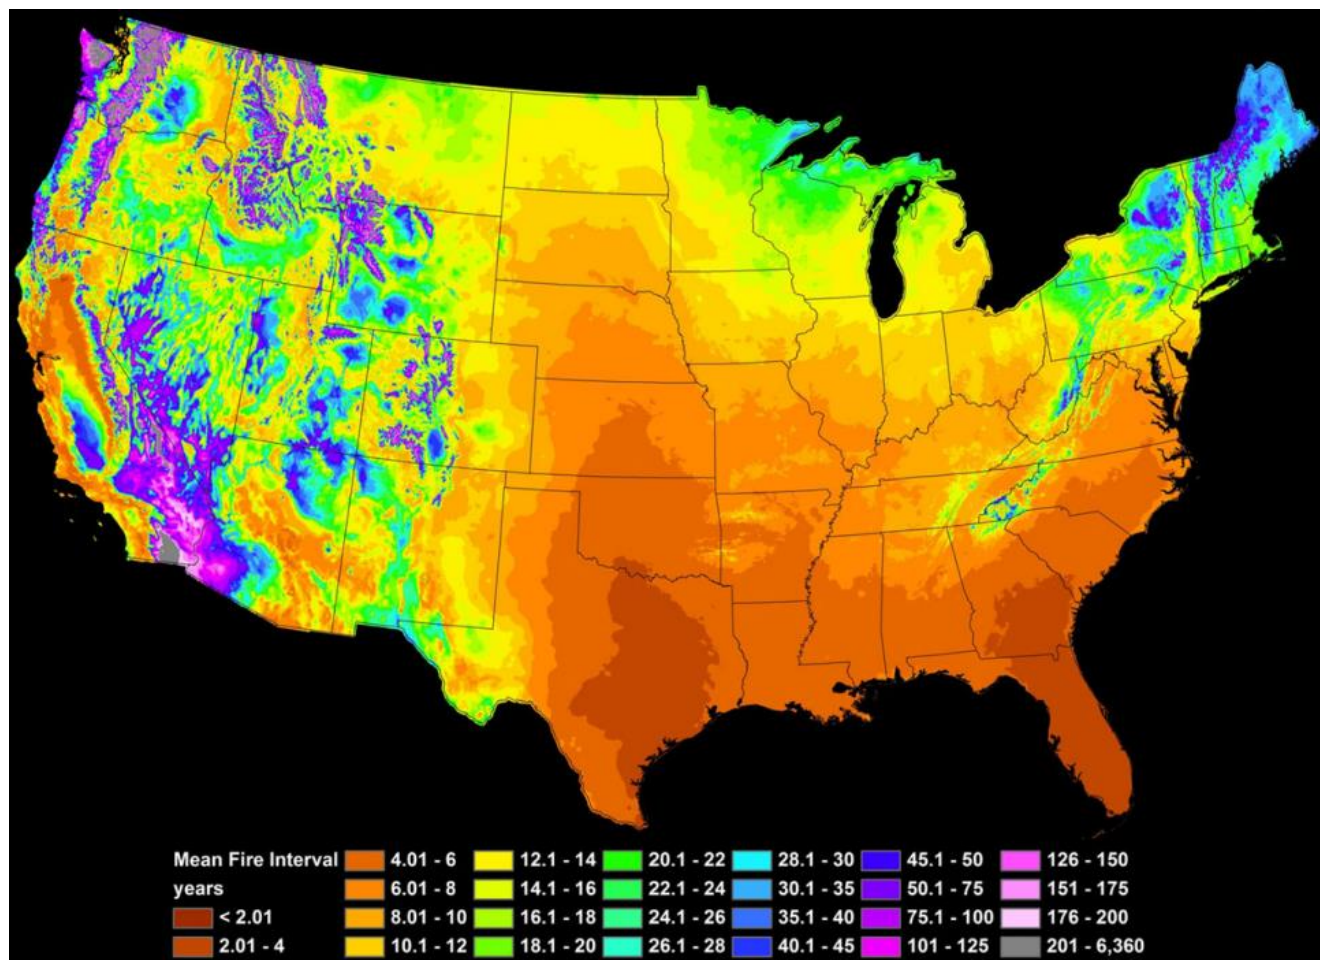 Mean Fire Interval
years
< 2.01
2.01 - 4
4.01 - 6
6.01 - 8
8.01 - 10
10.1 - 12
12.1 - 14
14.1 - 16
16.1 - 18
18.1 - 20
20.1 - 22
22.1 - 24
24.1 - 26
26.1 - 28
28.1 - 30
30.1 - 35
35.1 - 40
40.1 - 45
45.1 - 50
50.1 - 75
75.1 - 100
101 - 125
126 - 150
151 - 175
176 - 200
201 - 6,360